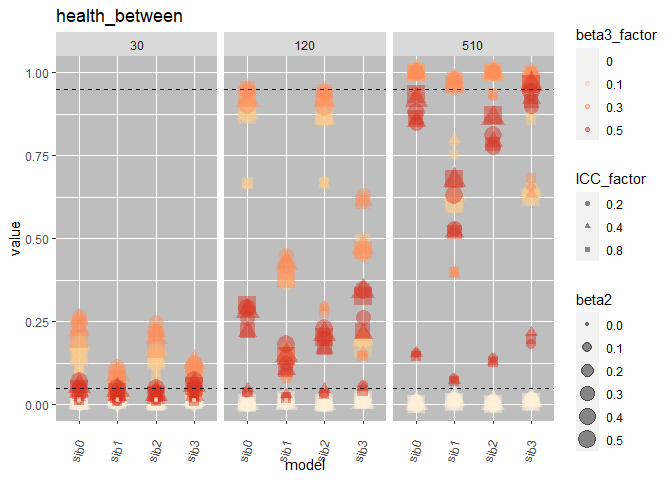 health_between
30 120 510
value
1.00
0.75
0.50
0.25
0.00
sib0 sib1 sib2 sib3 sib0 sib1 sib2 sib3 sib0 sib1 sib2 sib3
model
beta3_factor
0
0.1
0.3
0.5
ICC_factor
0.2
0.4
0.8
beta2
0.0
0.1
0.2
0.3
0.4
0.5